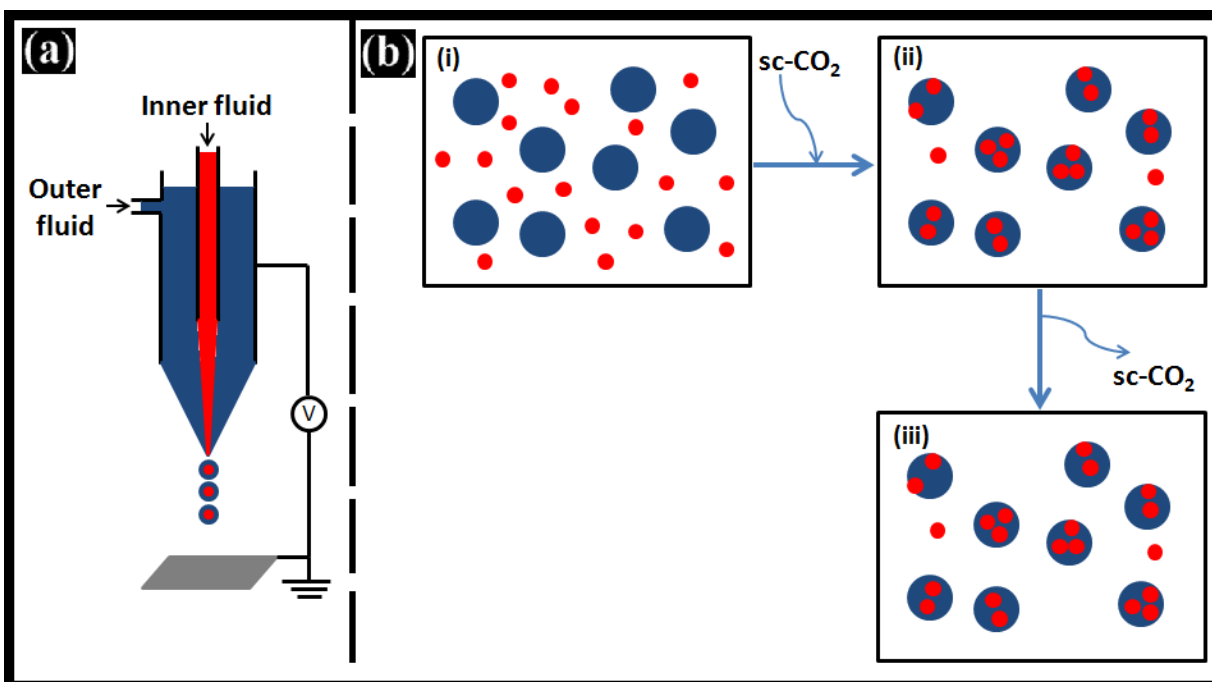 (a)
Inner fluid
Outer
fluid
V
(b)
(i)
sc-CO₂
(ii)
sc-CO₂
(iii)